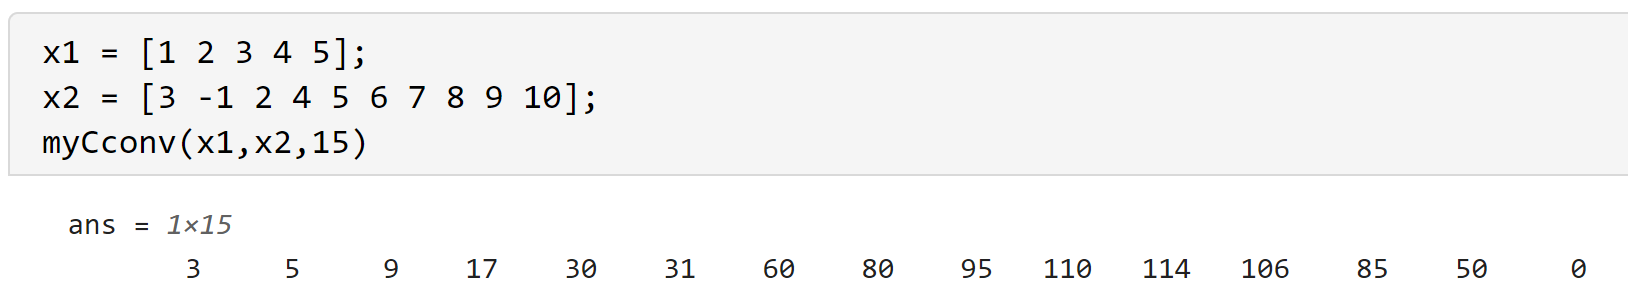 x1 = [1 2 3 4 5];
x2 = [3 -1 2 4 5 6 7 8 9 10];
myCconv(x1,x2,15)
ans = 1×15
3 5 9 17 30 31 60 80 95 110 114 106 85 50 0